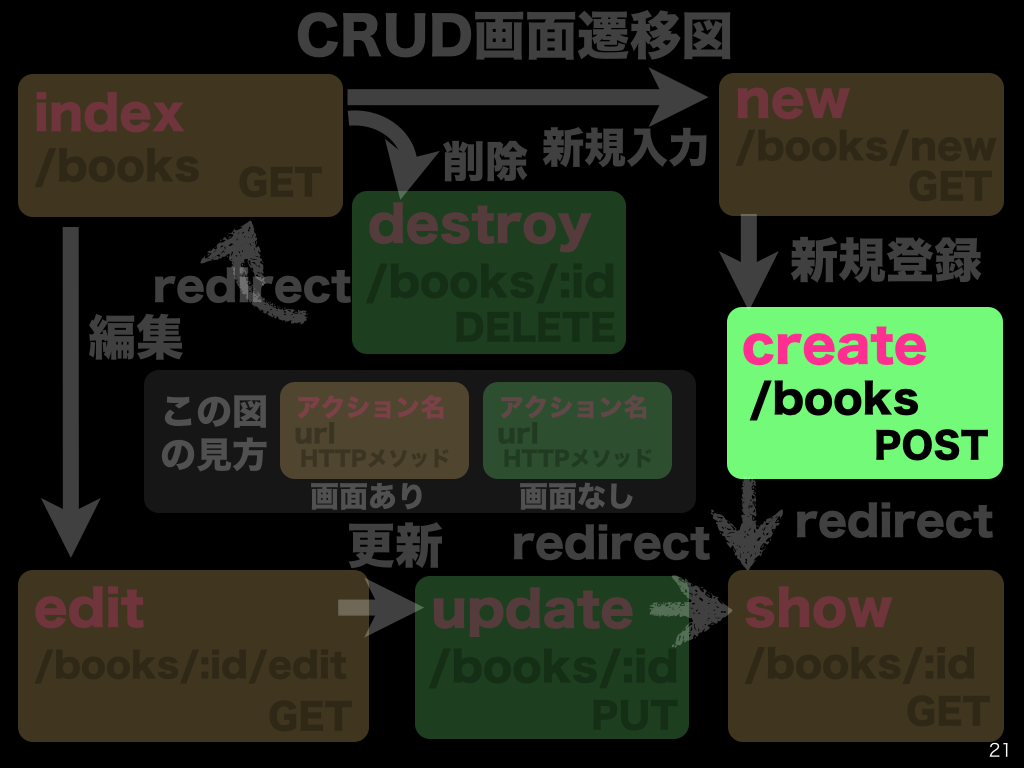 CRUD画面遷移図
index
/books
GET
new
/books/new
GET
削除
新規入力
destroy
/books/:id
DELETE
redirect
新規登録
編集
create
/books
POST
この図
の見方
アクション名
url
HTTPメソッド
画面あり
アクション名
url
HTTPメソッド
画面なし
更新
redirect
redirect
edit
/books/:id/edit
GET
update
/books/:id
PUT
show
/books/:id
GET
21